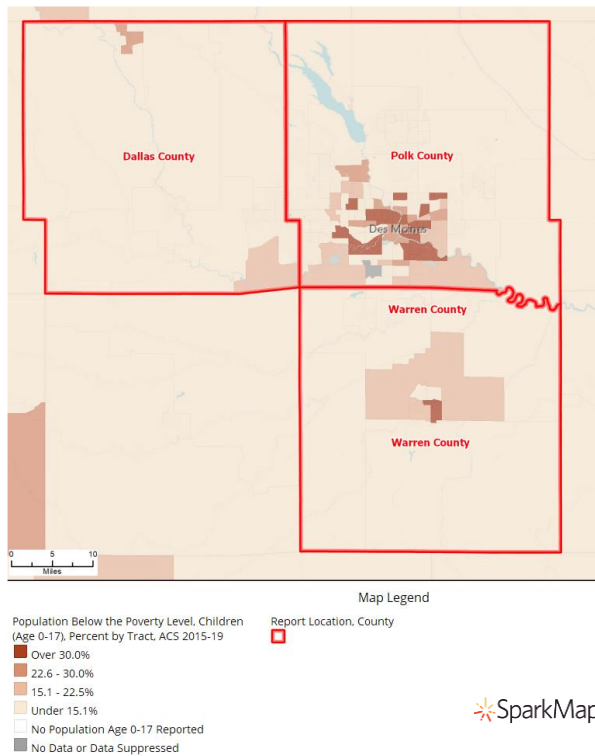 Dallas County
Polk County
Des Moines
Warren County
Warren County
0 5 10
Miles
Map Legend
Population Below the Poverty Level, Children
(Age 0-17), Percent by Tract, ACS 2015-19
Over 30.0%
22.6 - 30.0%
15.1 - 22.5%
Under 15.1%
No Population Age 0-17 Reported
No Data or Data Suppressed
Report Location, County
SparkMap